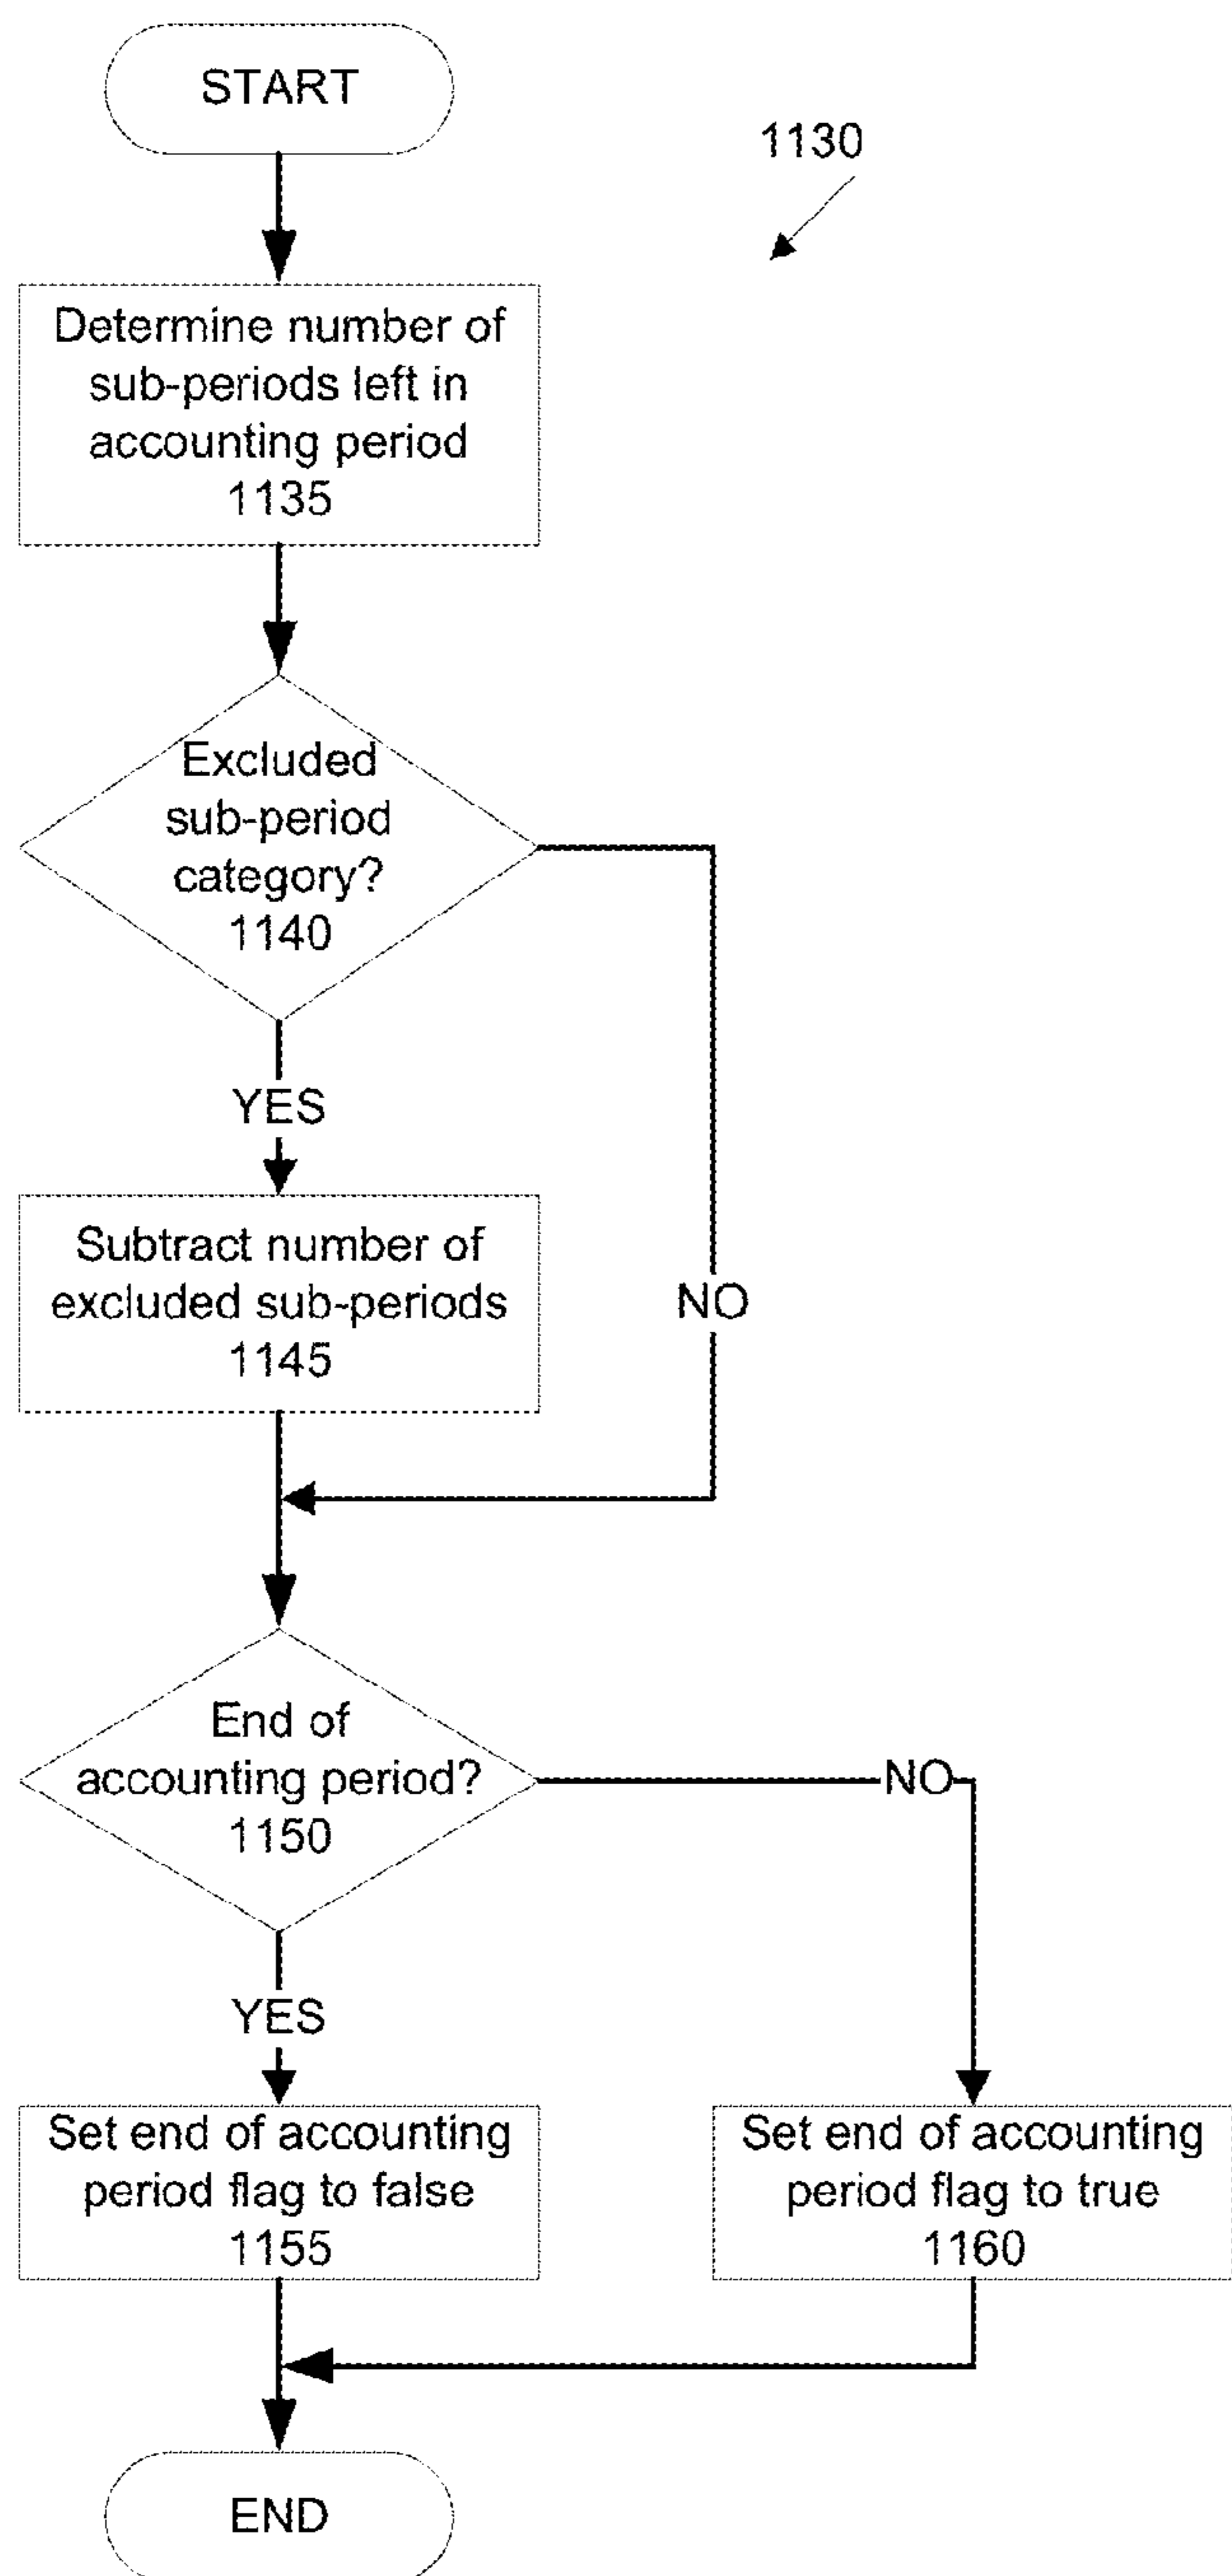 START
1130
Determine number of
sub-periods left in
accounting period
1135
Excluded
sub-period
category?
1140
YES
Subtract number of
excluded sub-periods
1145
NO
End of
accounting period?
1150
NO
YES
Set end of accounting
period flag to false
1155
Set end of accounting
period flag to true
1160
END